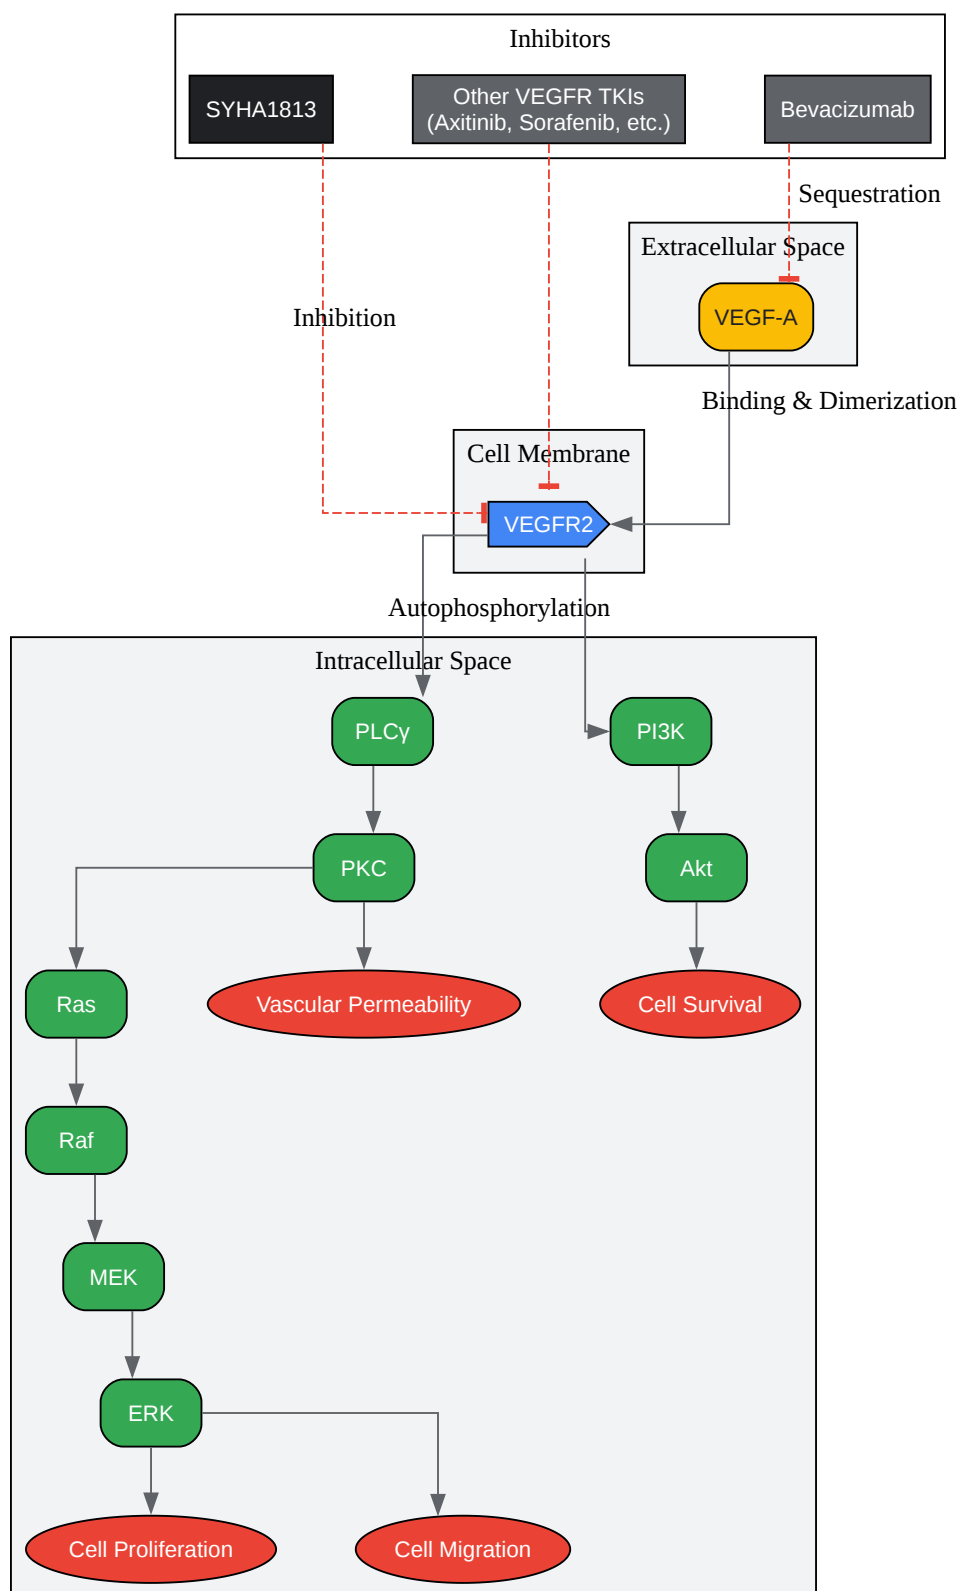 Inhibitors
SYHA1813
Other VEGFR TKIs
(Axitinib, Sorafenib, etc.)
Bevacizumab
Sequestration
Extracellular Space
VEGF-A
Inhibition
Binding & Dimerization
Cell Membrane
VEGFR2
Autophosphorylation
Intracellular Space
PLCγ
PI3K
PKC
Akt
Ras
Vascular Permeability
Cell Survival
Raf
MEK
ERK
Cell Proliferation
Cell Migration